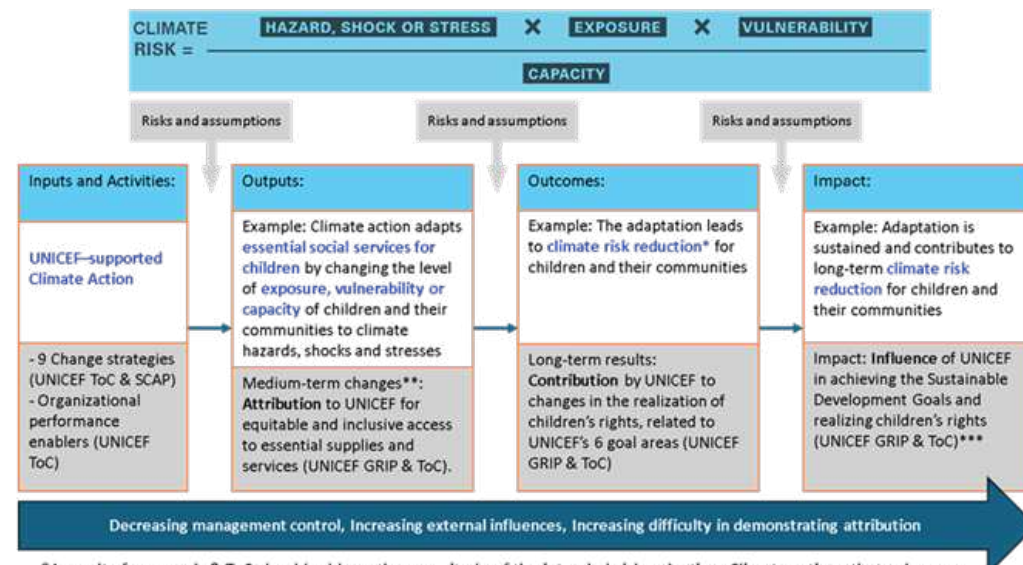 CLIMATE RISK =
HAZARD, SHOCK OR STRESS X EXPOSURE X VULNERABILITY
CAPACITY
Risks and assumptions
Risks and assumptions
Risks and assumptions
Inputs and Activities:
UNICEF–supported
Climate Action
- 9 Change strategies
(UNICEF ToC & SCAP)
- Organizational
performance
enablers (UNICEF
ToC)
Outputs:
Example: Climate action adapts
essential social services for
children by changing the level
of exposure, vulnerability or
capacity of children and their
communities to climate
hazards, shocks and stresses
Medium-term changes**:
Attribution to UNICEF for
equitable and inclusive access
to essential supplies and
services (UNICEF GRIP & ToC).
Outcomes:
Example: The adaptation leads
to climate risk reduction* for
children and their communities
Long-term results:
Contribution by UNICEF to
changes in the realization of
children's rights, related to
UNICEF's 6 goal areas (UNICEF
GRIP & ToC)
Impact:
Example: Adaptation is
sustained and contributes to
long-term climate risk
reduction for children and
their communities
Impact: Influence of UNICEF
in achieving the Sustainable
Development Goals and
realizing children's rights
(UNICEF GRIP & ToC)***
Decreasing management control, Increasing external influences, Increasing difficulty in demonstrating attribution